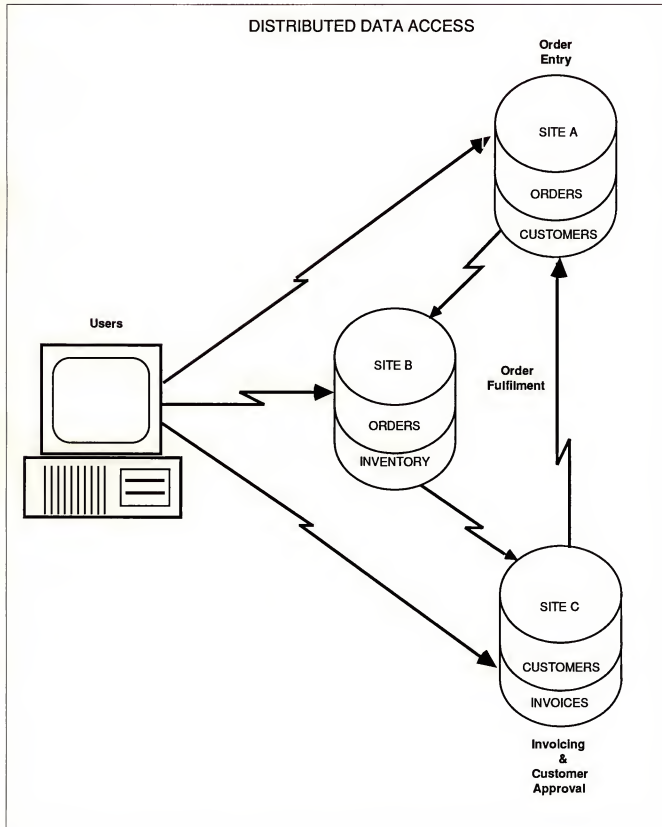 DISTRIBUTED DATA ACCESS
Order
Entry
SITE A
ORDERS
CUSTOMERS
Users
SITE B
ORDERS
INVENTORY
Order
Fulfilment
SITE C
CUSTOMERS
INVOICES
Invoicing
&
Customer
Approval